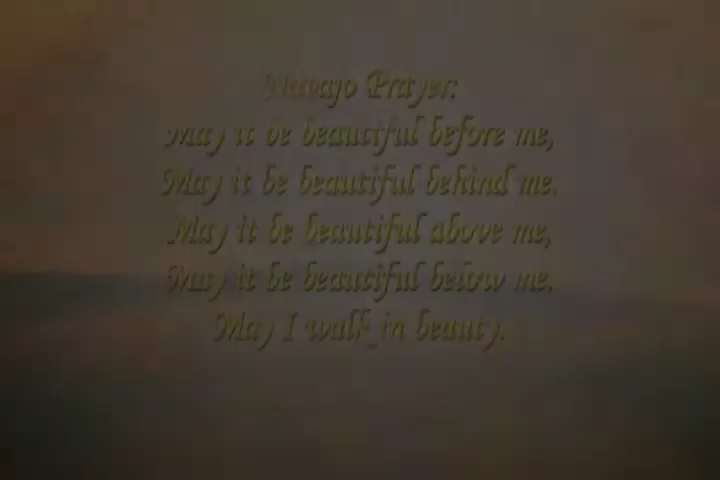 Navajo Prayer:
May it be beautiful before me,
May it be beautiful behind me.
May it be beautiful above me,
May it be beautiful below me.
May I walk in beauty.